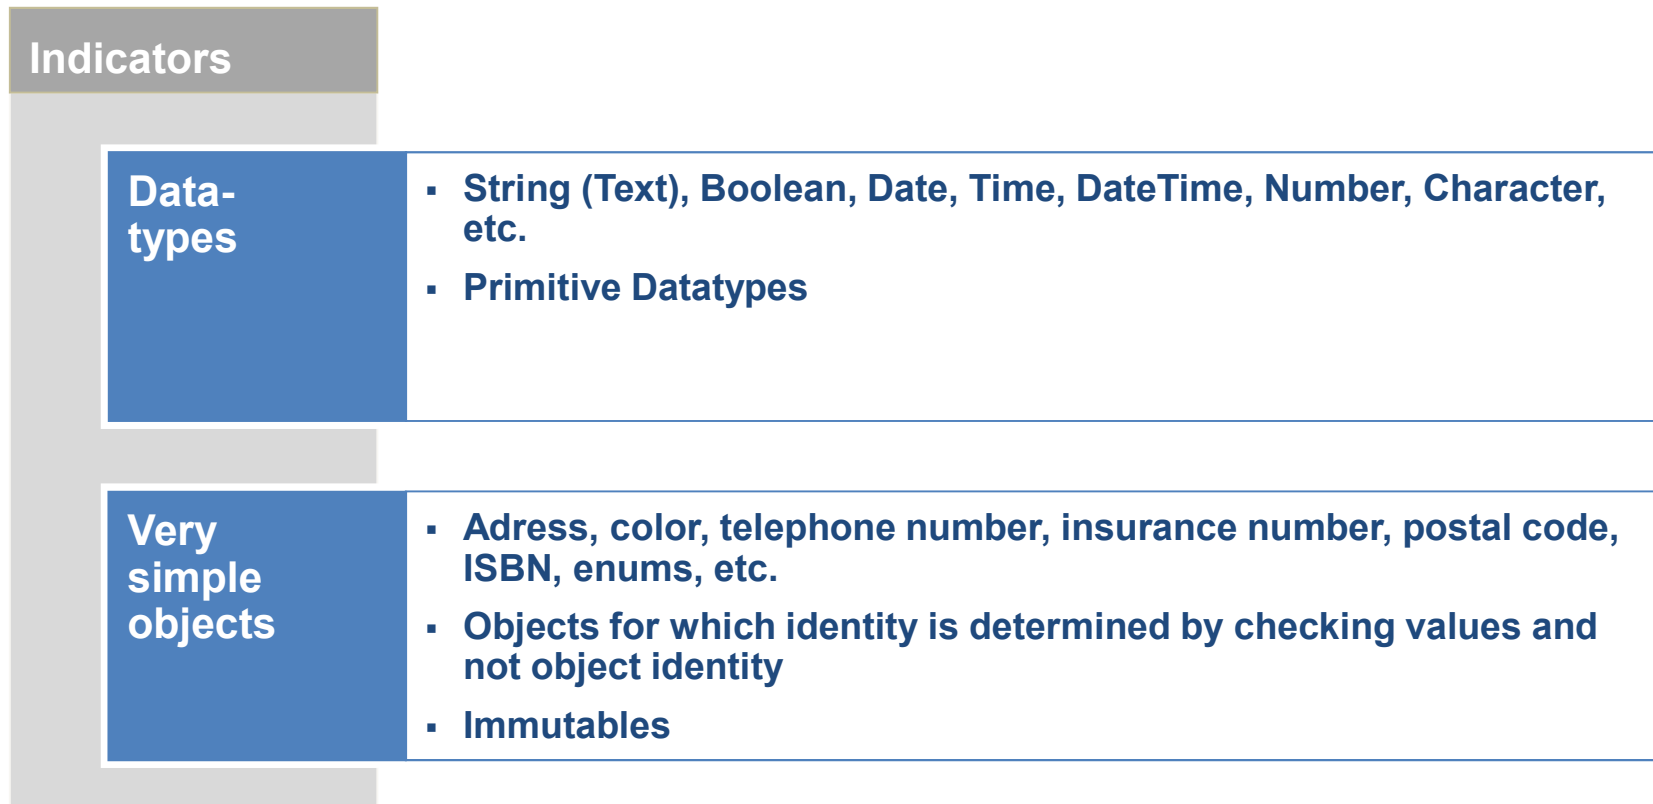 Indicators
Data-
types
▪ String (Text), Boolean, Date, Time, DateTime, Number, Character,
etc.
▪ Primitive Datatypes
Very
simple
objects
▪ Adress, color, telephone number, insurance number, postal code,
ISBN, enums, etc.
▪ Objects for which identity is determined by checking values and
not object identity
▪ Immutables